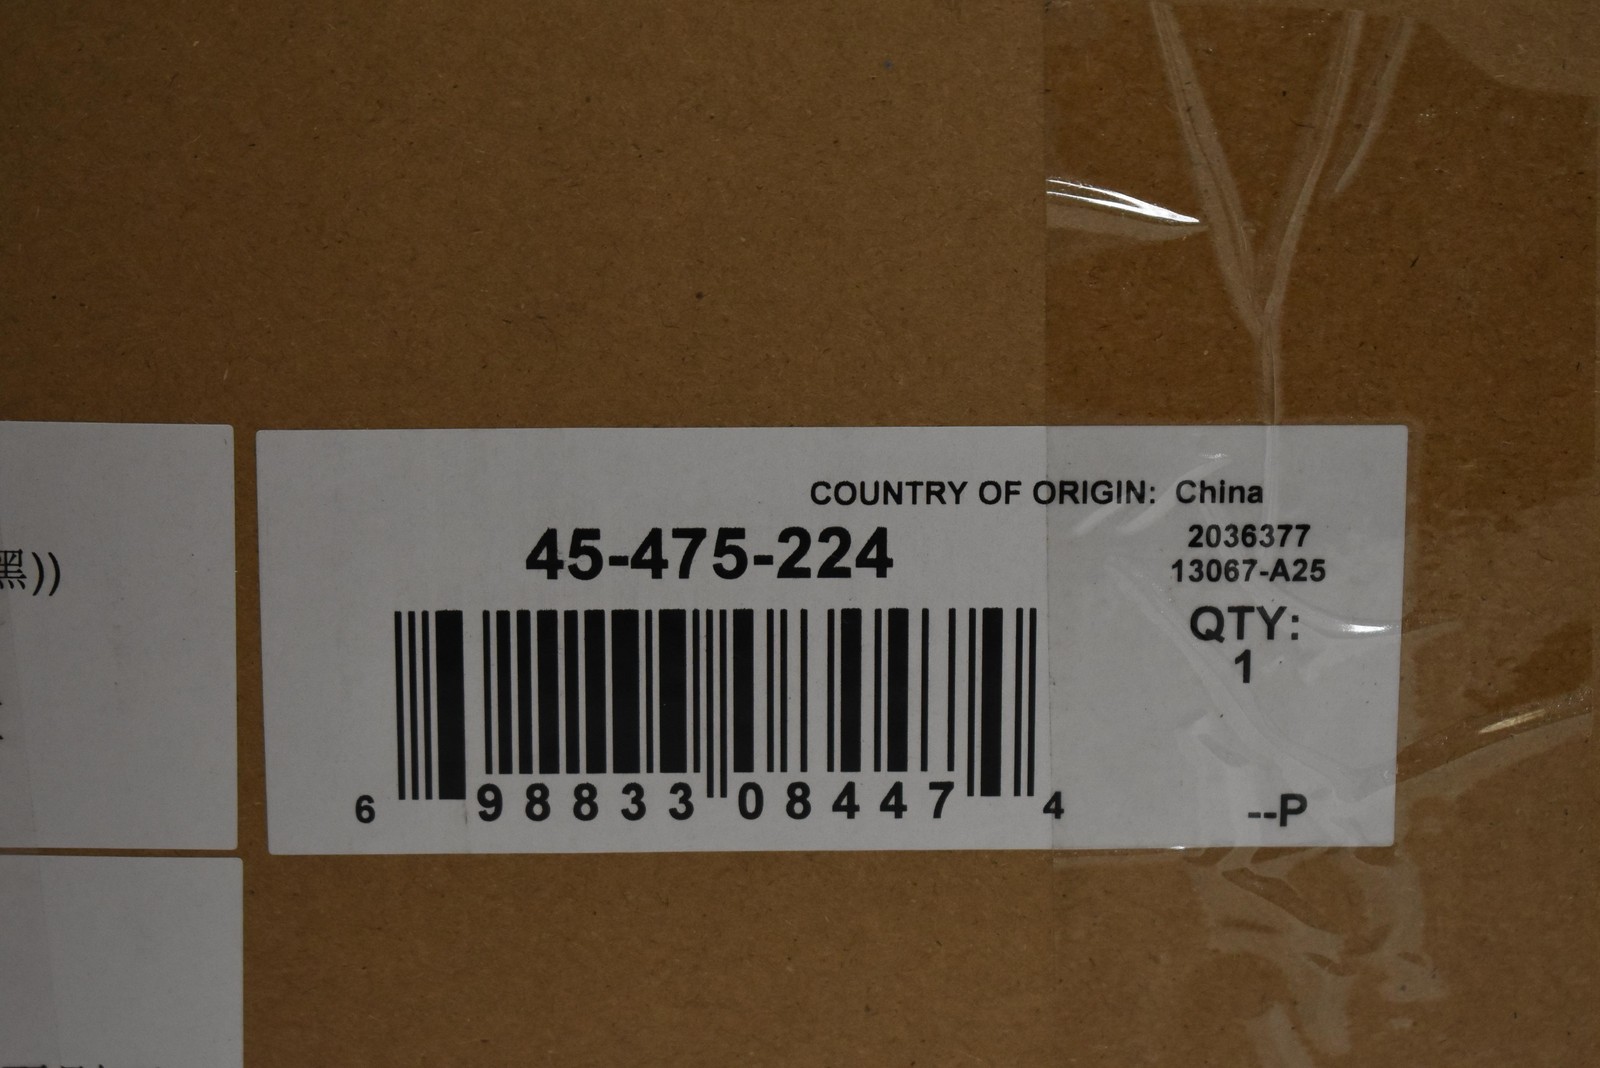 COUNTRY OF ORIGIN: China
45-475-224
2036377
13067-A25
QTY:
1
6 98833 08447 4
--P
黑))